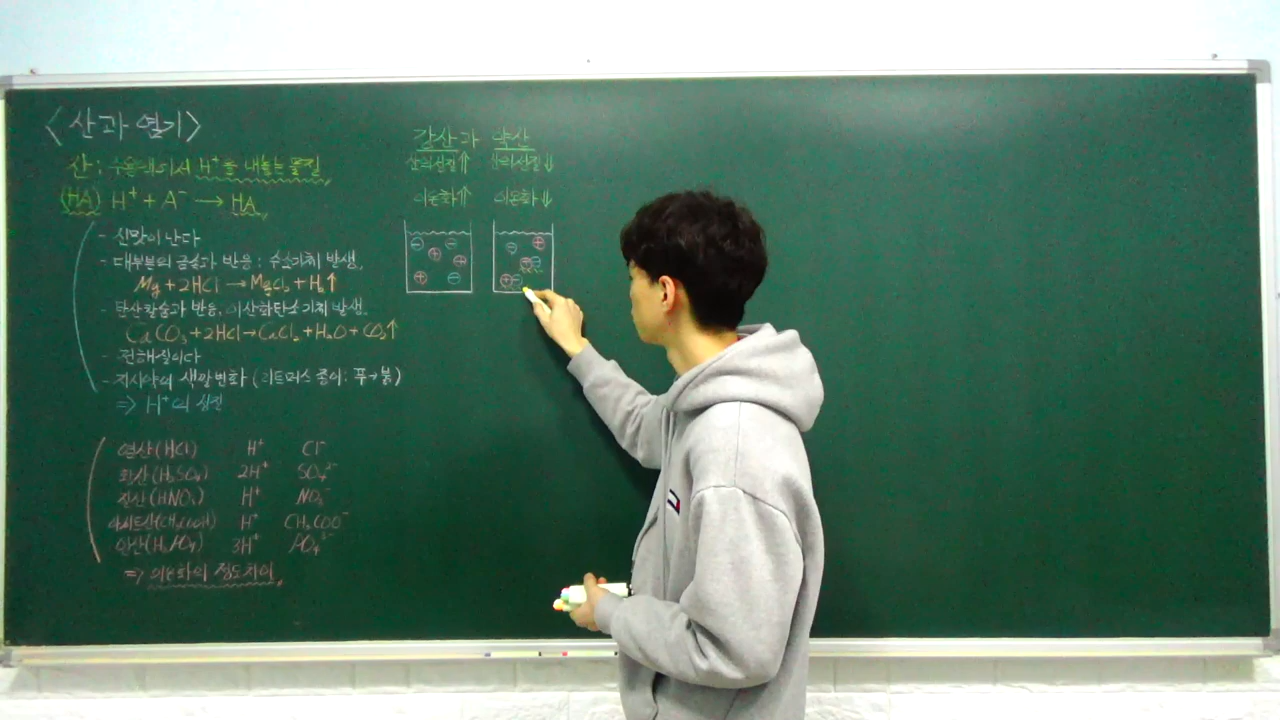 <산과 염기>
산: 수용액에서 H⁺를 내놓는 물질
(HA) H⁺ + A⁻ → HA
- 신맛이 난다
- 대부분의 금속과 반응: 수소기체 발생.
Mg + 2HCl → MgCl₂ + H₂↑
- 탄산칼슘과 반응. 이산화탄소기체 발생.
CaCO₃ + 2HCl → CaCl₂ + H₂O + CO₂↑
- 전해질이다
- 지시약의 색깔변화 (리트머스 종이: 푸→붉)
⇒ H⁺의 성질
염산(HCl) H⁺ Cl⁻
황산(H₂SO₄) 2H⁺ SO₄²⁻
질산(HNO₃) H⁺ NO₃⁻
아세트산(CH₃COOH) H⁺ CH₃COO⁻
인산(H₃PO₄) 3H⁺ PO₄³⁻
⇒ 이온화의 정도차이
강산과 약산
산의성질⇑ 산의성질⇓
이온화⇑ 이온화⇓
⊖ ⊖ ⊕ ⊕ ⊕ ⊖
⊖ ⊕ ⊕⊖ ⊕⊖